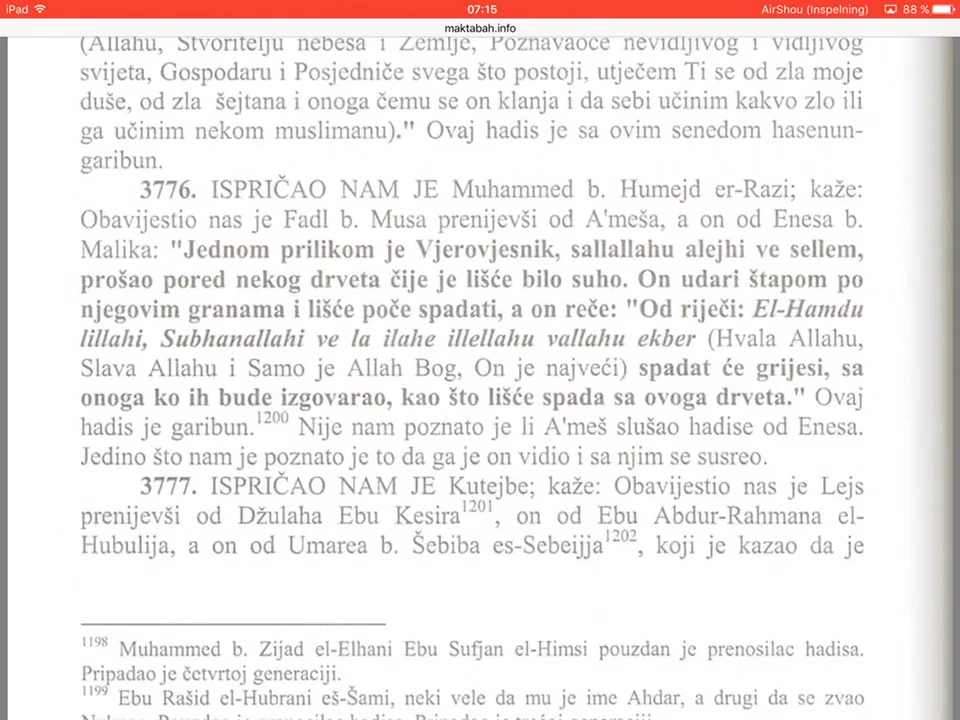 iPad 07:15 AirShou (Inspelning) 88 %
maktabah.info
(Allahu, Stvoritelju nebesa i Zemlje, Poznavaoče nevidljivog i vidljivog
svijeta, Gospodaru i Posjedniče svega što postoji, utječem Ti se od zla moje
duše, od zla šejtana i onoga čemu se on klanja i da sebi učinim kakvo zlo ili
ga učinim nekom muslimanu)." Ovaj hadis je sa ovim senedom hasenun-
garibun.
3776. ISPRIČAO NAM JE Muhammed b. Humejd er-Razi; kaže:
Obavijestio nas je Fadl b. Musa prenijevši od A'meša, a on od Enesa b.
Malika: "Jednom prilikom je Vjerovjesnik, sallallahu alejhi ve sellem,
prošao pored nekog drveta čije je lišće bilo suho. On udari štapom po
njegovim granama i lišće poče spadati, a on reče: "Od riječi: El-Hamdu
lillahi, Subhanallahi ve la ilahe illellahu vallahu ekber (Hvala Allahu,
Slava Allahu i Samo je Allah Bog, On je najveći) spadat će grijesi, sa
onoga ko ih bude izgovarao, kao što lišće spada sa ovoga drveta." Ovaj
hadis je garibun.1200 Nije nam poznato je li A'meš slušao hadise od Enesa.
Jedino što nam je poznato je to da ga je on vidio i sa njim se susreo.
3777. ISPRIČAO NAM JE Kutejbe; kaže: Obavijestio nas je Lejs
prenijevši od Džulaha Ebu Kesira1201, on od Ebu Abdur-Rahmana el-
Hubulija, a on od Umarea b. Šebiba es-Sebeijja1202, koji je kazao da je
1198 Muhammed b. Zijad el-Elhani Ebu Sufjan el-Himsi pouzdan je prenosilac hadisa.
Pripadao je četvrtoj generaciji.
1199 Ebu Rašid el-Hubrani eš-Šami, neki vele da mu je ime Ahdar, a drugi da se zvao